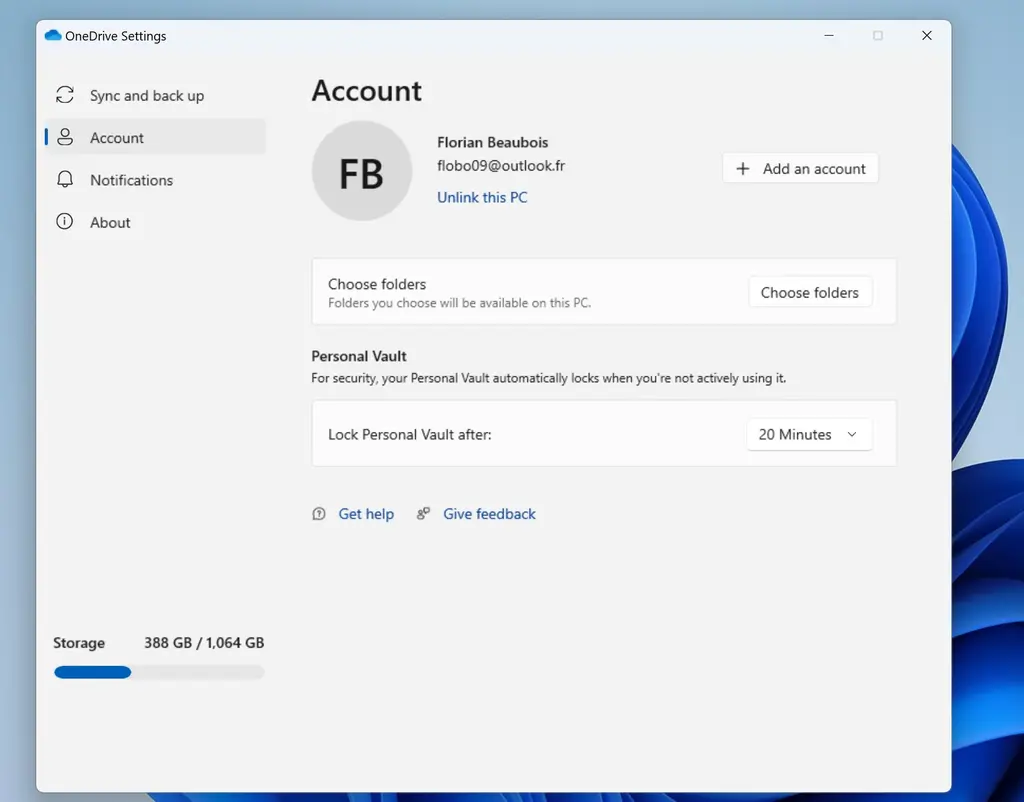 OneDrive Settings
Sync and back up
Account
Notifications
About
Storage 388 GB / 1,064 GB
Account
FB
Florian Beaubois
flobo09@outlook.fr
Unlink this PC
Add an account
Choose folders
Folders you choose will be available on this PC.
Choose folders
Personal Vault
For security, your Personal Vault automatically locks when you're not actively using it.
Lock Personal Vault after:
20 Minutes
Get help
Give feedback